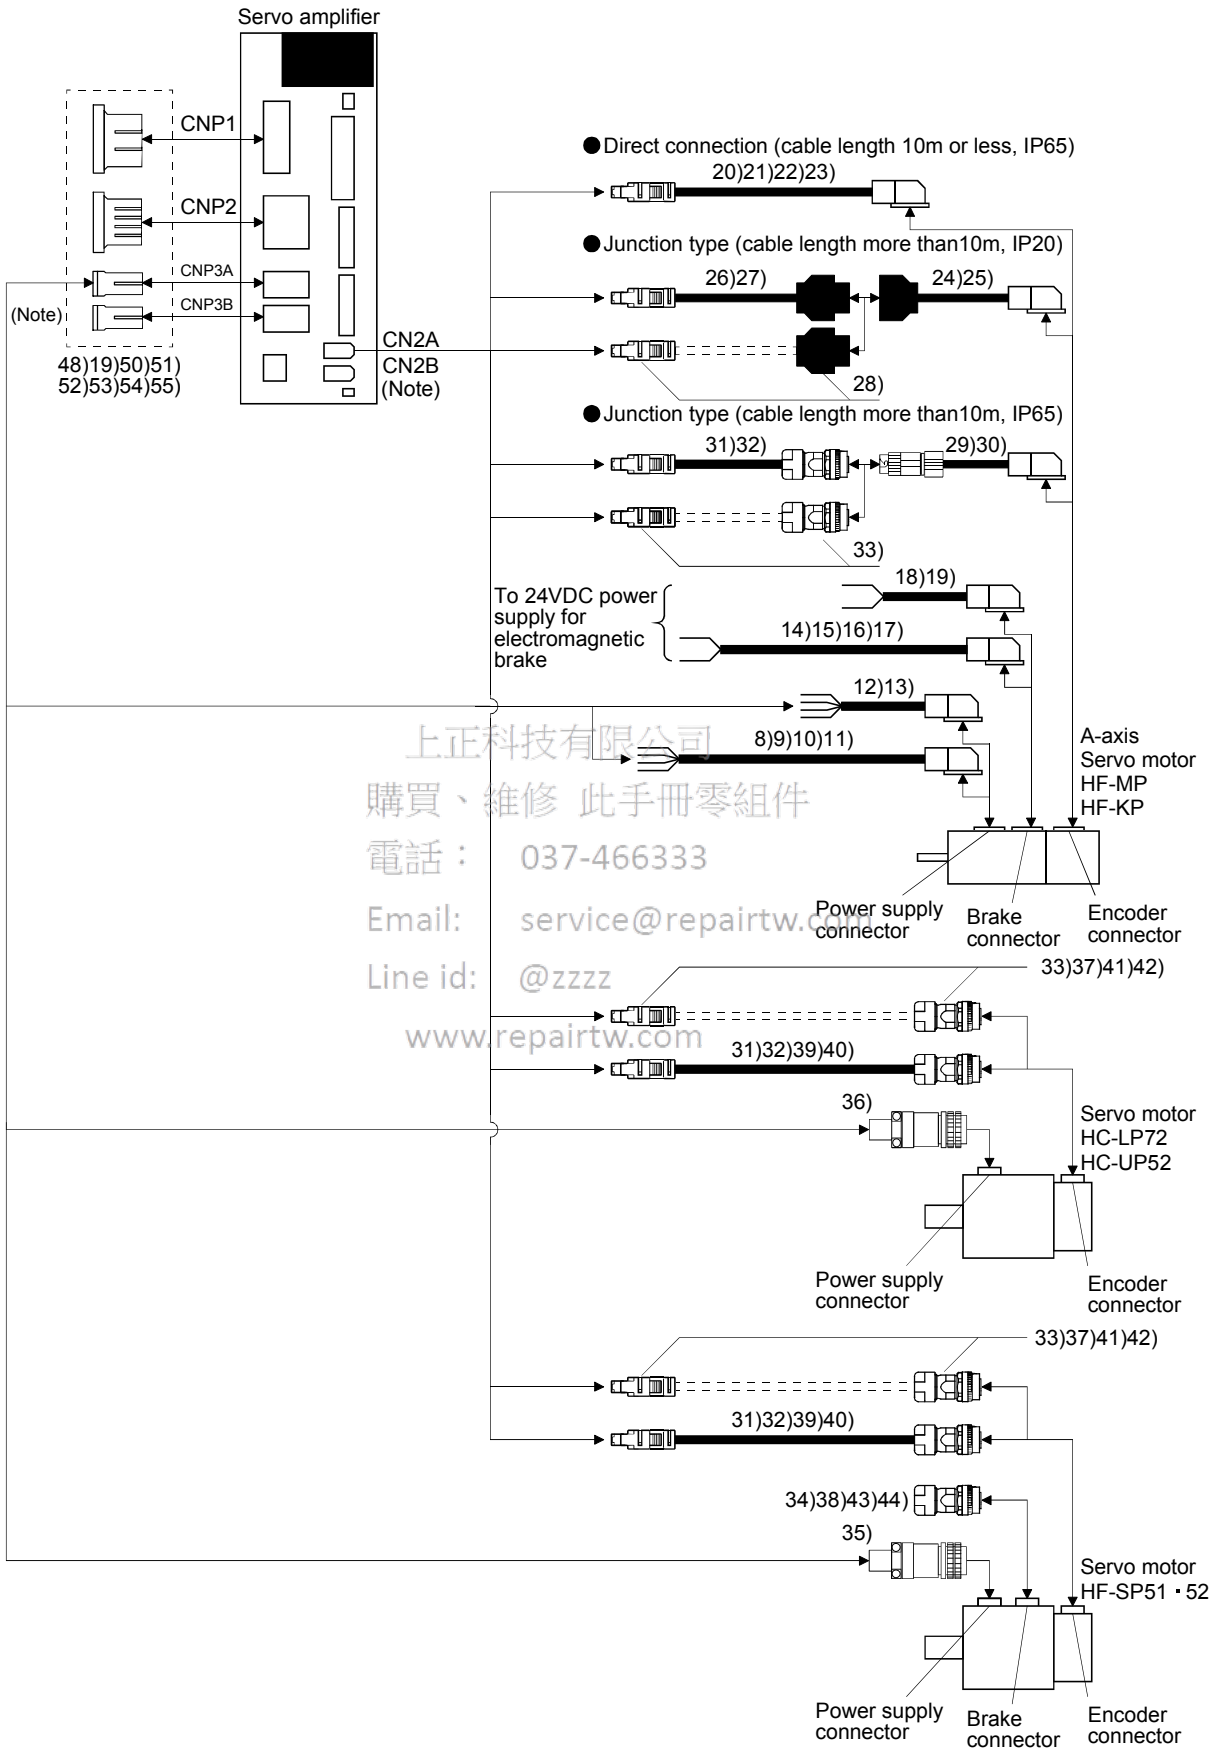 Servo amplifier
CNP1
CNP2
CNP3A
CNP3B
(Note)
48)19)50)51)
52)53)54)55)
CN2A
CN2B
(Note)
●Direct connection (cable length 10m or less, IP65)
20)21)22)23)
●Junction type (cable length more than10m, IP20)
26)27)
24)25)
28)
●Junction type (cable length more than10m, IP65)
31)32)
29)30)
33)
To 24VDC power
supply for
electromagnetic
brake
18)19)
14)15)16)17)
12)13)
8)9)10)11)
A-axis
Servo motor
HF-MP
HF-KP
Power supply
connector
Brake
connector
Encoder
connector
上正科技有限公司
購買、維修 此手冊零組件
電話： 037-466333
Email: service@repairtw.com
Line id: @zzzz
www.repairtw.com
33)37)41)42)
31)32)39)40)
36)
Servo motor
HC-LP72
HC-UP52
Power supply
connector
Encoder
connector
33)37)41)42)
31)32)39)40)
34)38)43)44)
35)
Servo motor
HF-SP51・52
Power supply
connector
Brake
connector
Encoder
connector